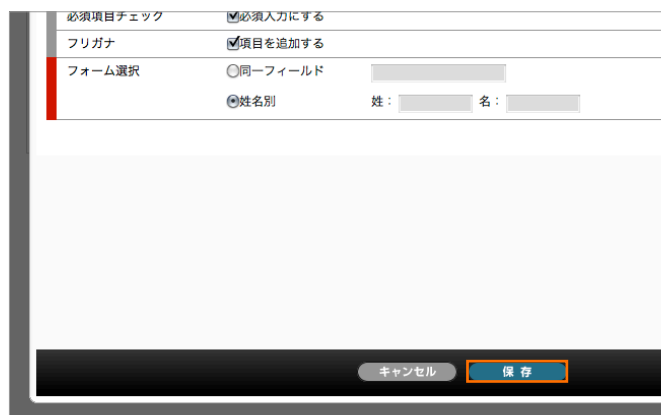 必須項目チェック 必須入力にする
フリガナ 項目を追加する
フォーム選択 同一フィールド
姓名別 姓： 名：
キャンセル 保存